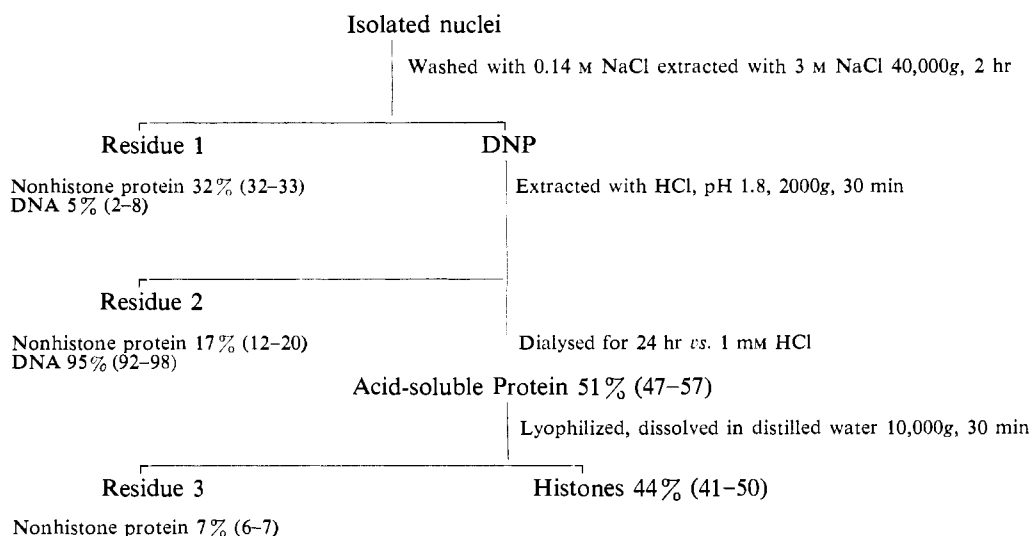 Isolated nuclei
Washed with 0.14 M NaCl extracted with 3 M NaCl 40,000g, 2 hr
Residue 1
DNP
Nonhistone protein 32% (32–33)
DNA 5% (2–8)
Extracted with HCl, pH 1.8, 2000g, 30 min
Residue 2
Nonhistone protein 17% (12–20)
DNA 95% (92–98)
Dialysed for 24 hr vs. 1 mM HCl
Acid-soluble Protein 51% (47–57)
Lyophilized, dissolved in distilled water 10,000g, 30 min
Residue 3
Histones 44% (41–50)
Nonhistone protein 7% (6–7)